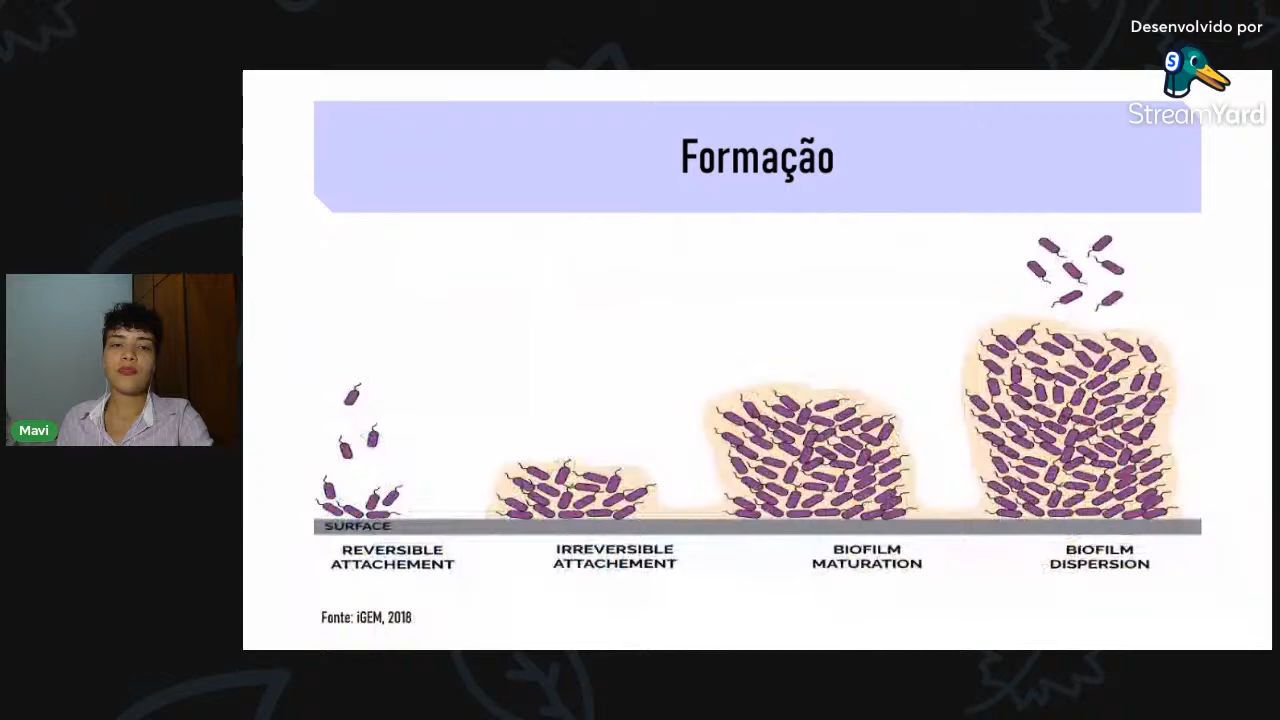 Desenvolvido por
StreamYard
Formação
Mavi
SURFACE
REVERSIBLE
ATTACHEMENT
IRREVERSIBLE
ATTACHEMENT
BIOFILM
MATURATION
BIOFILM
DISPERSION
Fonte: iGEM, 2018